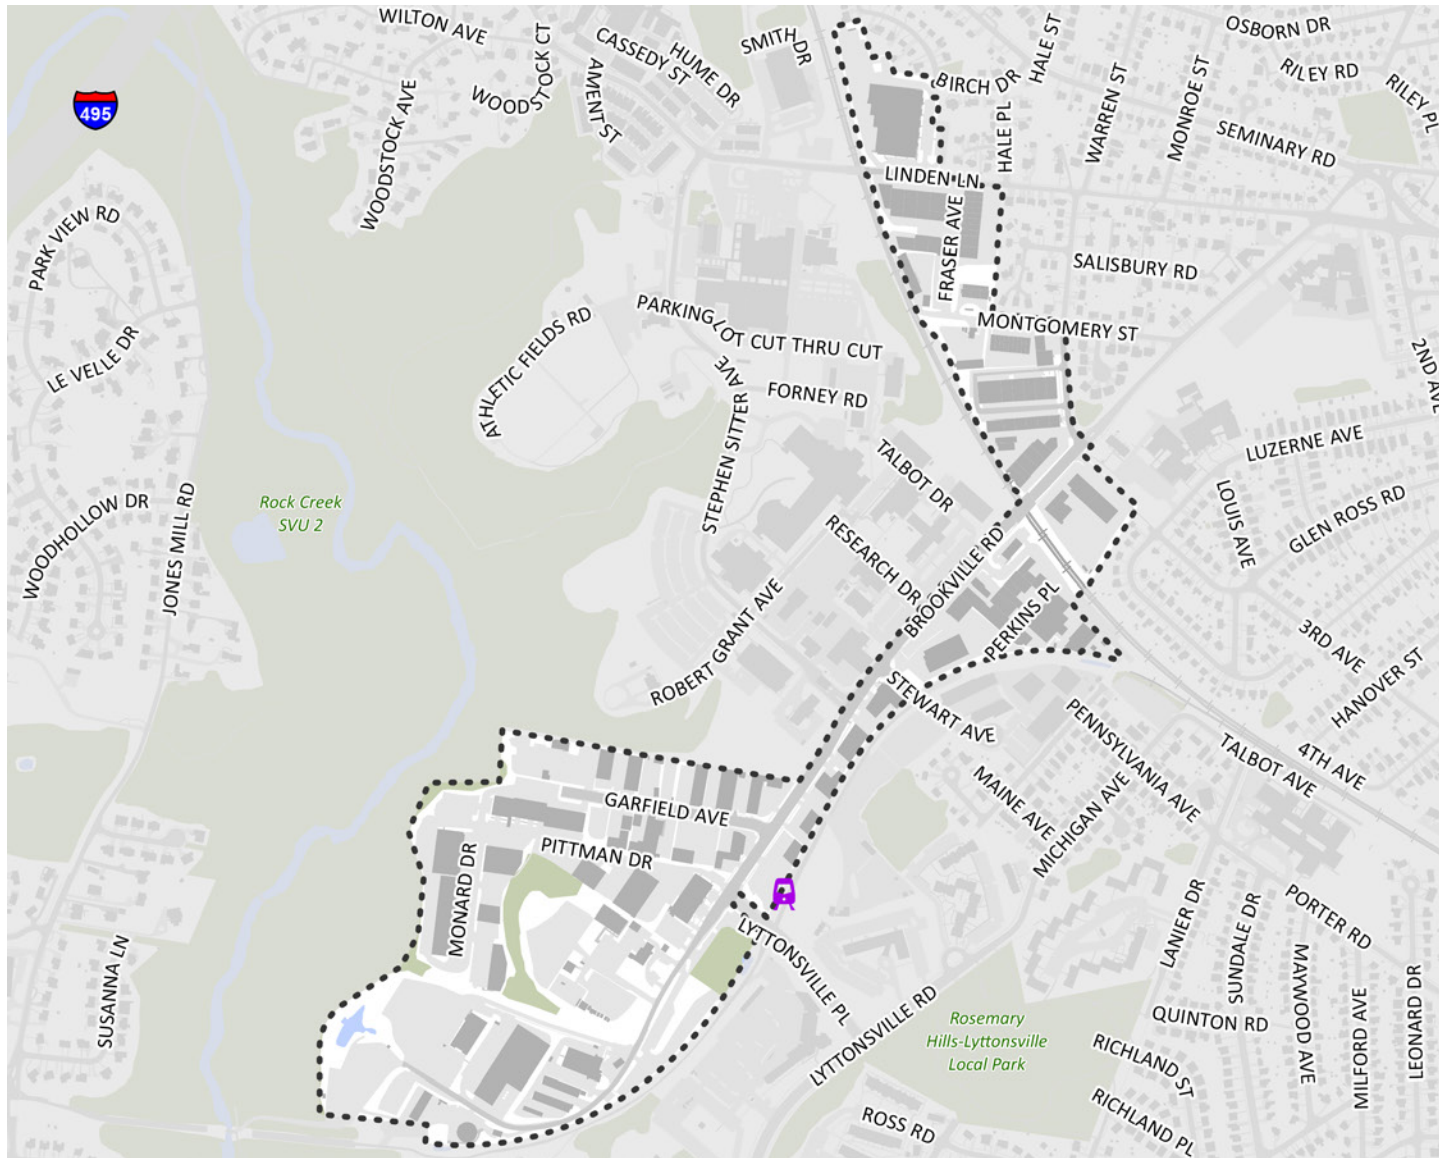 WILTON AVE
CASSEDY ST
HUME DR
SMITH DR
HALE ST
OSBORN DR
RILEY RD
RILEY PL
495
WOODSTOCK CT
WOODSTOCK AVE
AMENT ST
BIRCH DR
HALE PL
WARREN ST
MONROE ST
SEMINARY RD
LINDEN LN
PARK VIEW RD
FRASER AVE
SALISBURY RD
LE VELLE DR
ATHLETIC FIELDS RD
PARKING LOT CUT THRU CUT
MONTGOMERY ST
2ND AVE
STEPHEN SITTER AVE
FORNEY RD
LUZERNE AVE
TALBOT DR
LOUIS AVE
GLEN ROSS RD
WOODHOLLOW DR
JONES MILL RD
Rock Creek
SVU 2
RESEARCH DR
BROOKVILLE RD
PERKINS PL
ROBERT GRANT AVE
3RD AVE
HANOVER ST
STEWART AVE
PENNSYLVANIA AVE
TALBOT AVE
4TH AVE
MAINE AVE
MICHIGAN AVE
GARFIELD AVE
PITTMAN DR
MONARD DR
LYTTONSVILLE PL
LYTTONSVILLE RD
LANIER DR
SUNDALE DR
PORTER RD
MAYWOOD AVE
MILFORD AVE
LEONARD DR
SUSANNA LN
Rosemary
Hills-Lyttonsville
Local Park
QUINTON RD
RICHLAND ST
RICHLAND PL
ROSS RD